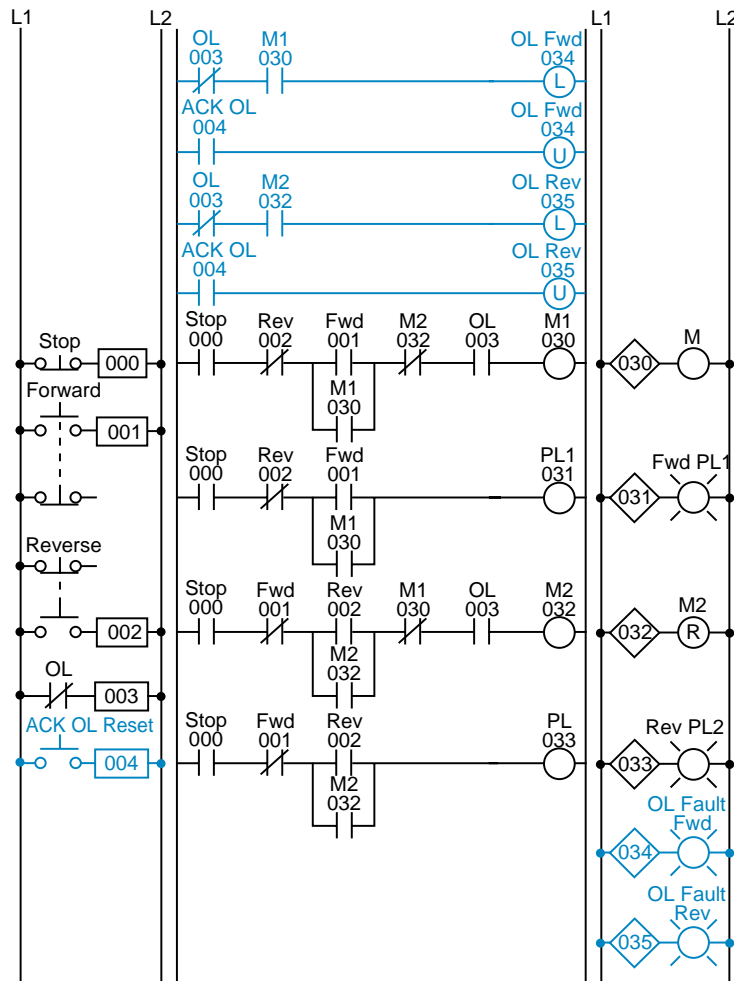 L1
L2
L1
L2
OL
003
M1
030
OL Fwd
034
L
ACK OL
004
OL Fwd
034
U
OL
003
M2
032
OL Rev
035
L
ACK OL
004
OL Rev
035
U
Stop
000
Stop
000
Rev
002
Fwd
001
M2
032
OL
003
M1
030
M1
030
030
M
Forward
001
Stop
000
Rev
002
Fwd
001
PL1
031
M1
030
031
Fwd PL1
Reverse
002
Stop
000
Fwd
001
Rev
002
M1
030
OL
003
M2
032
M2
032
032
M2
R
OL
003
ACK OL Reset
004
Stop
000
Fwd
001
Rev
002
PL
033
M2
032
033
Rev PL2
OL Fault
Fwd
034
OL Fault
Rev
035